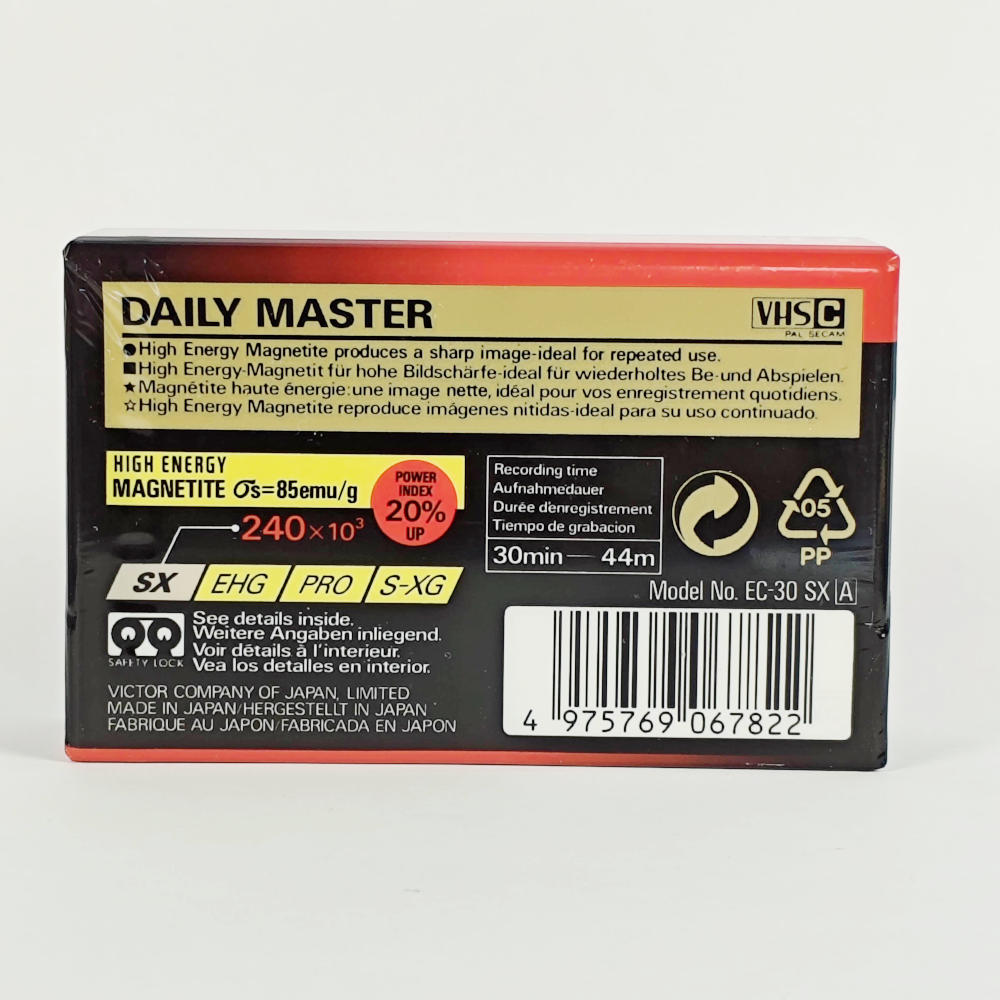 DAILY MASTER
VHS C
PAL SECAM
●High Energy Magnetite produces a sharp image-ideal for repeated use.
■High Energy-Magnetit für hohe Bildschärfe-ideal für wiederholtes Be-und Abspielen.
★Magnétite haute énergie:une image nette, idéal pour vos enregistrement quotidiens.
☆High Energy Magnetite reproduce imágenes nitidas-ideal para su uso continuado.
HIGH ENERGY
MAGNETITE σs=85emu/g
POWER
INDEX
20%
UP
240×10³
SX EHG PRO S-XG
Recording time
Aufnahmedauer
Durée d'enregistrement
Tiempo de grabacion
30min — 44m
05
PP
Model No. EC-30 SX A
SAFETY LOCK
See details inside.
Weitere Angaben inliegend.
Voir détails à l'interieur.
Vea los detalles en interior.
VICTOR COMPANY OF JAPAN, LIMITED
MADE IN JAPAN/HERGESTELLT IN JAPAN
FABRIQUE AU JAPON/FABRICADA EN JAPON
4 975769 067822